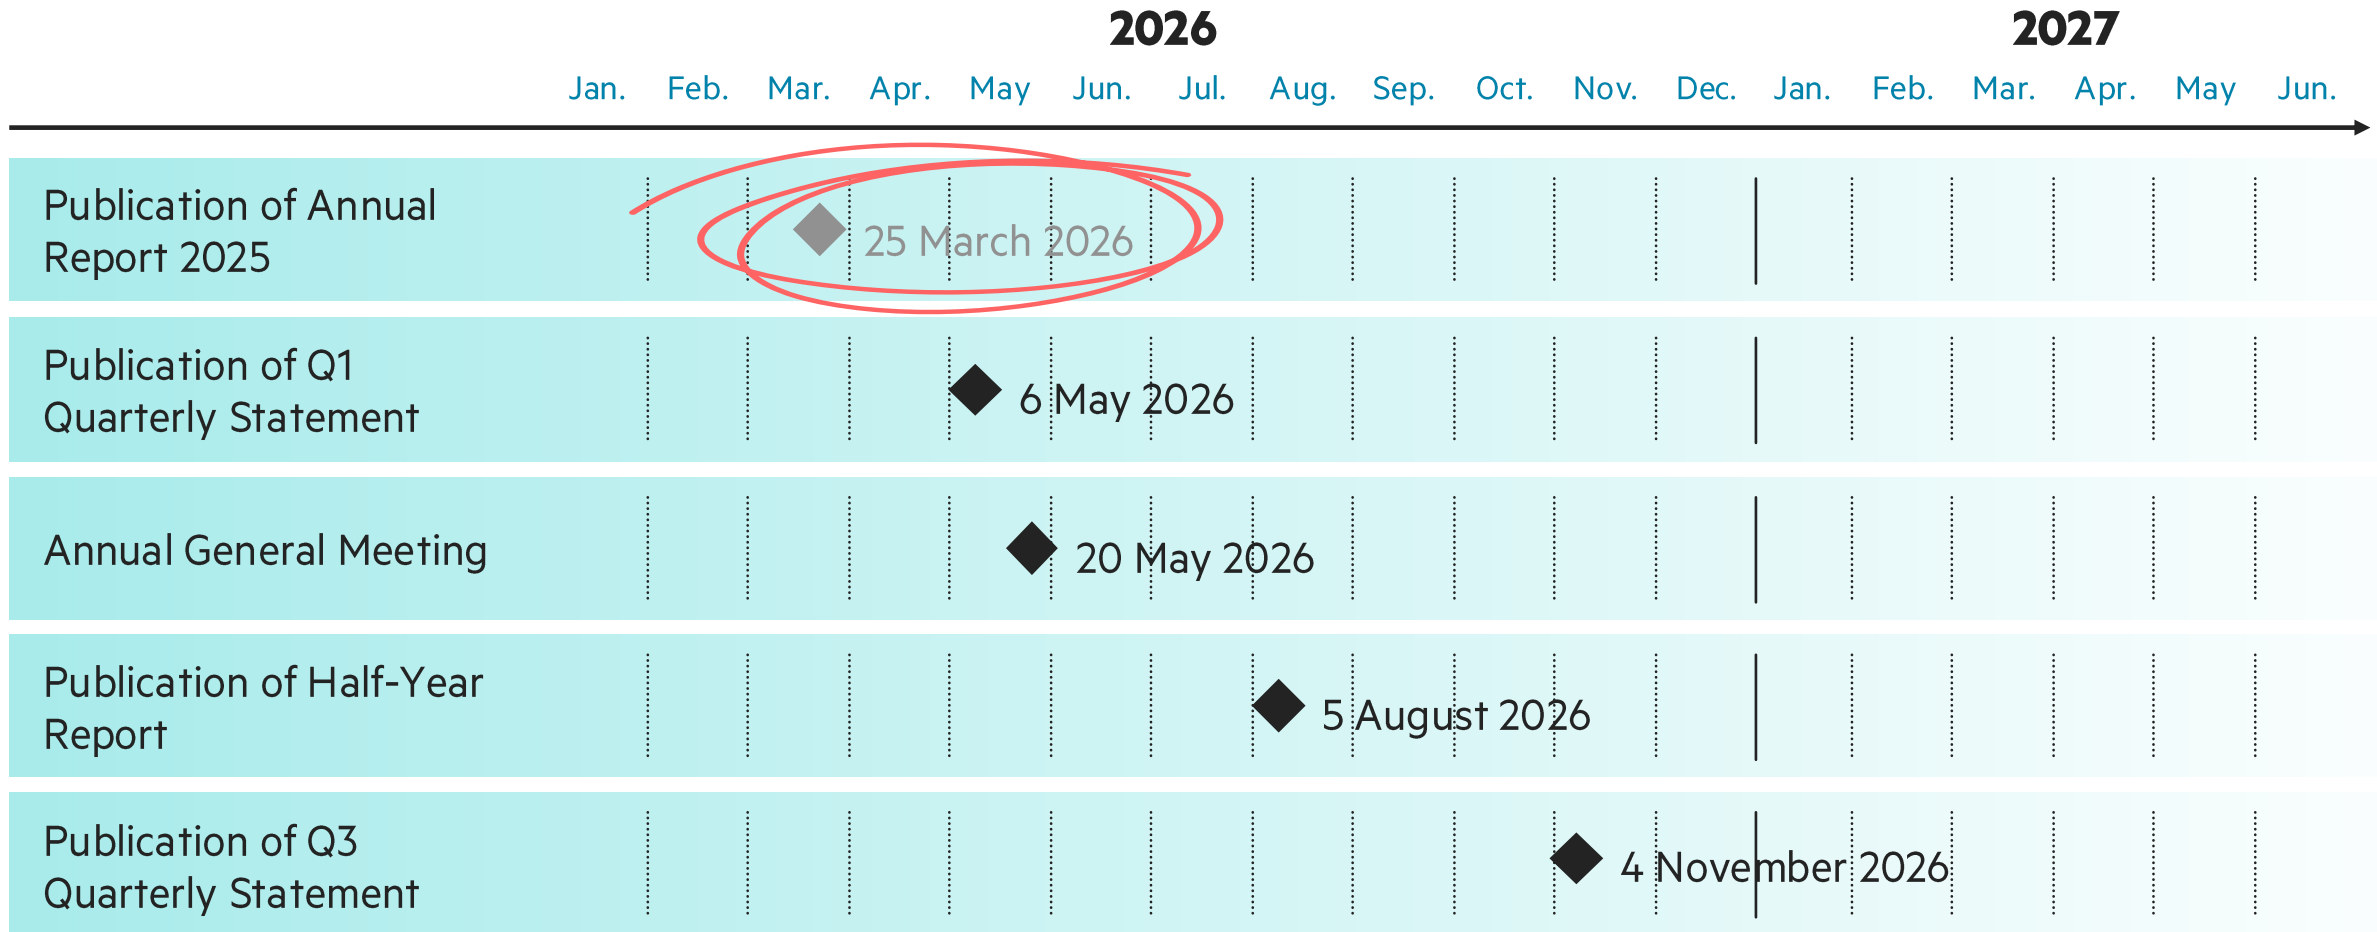 2026 2027
Jan. Feb. Mar. Apr. May Jun. Jul. Aug. Sep. Oct. Nov. Dec. Jan. Feb. Mar. Apr. May Jun.
Publication of Annual
Report 2025
25 March 2026
Publication of Q1
Quarterly Statement
6 May 2026
Annual General Meeting
20 May 2026
Publication of Half-Year
Report
5 August 2026
Publication of Q3
Quarterly Statement
4 November 2026